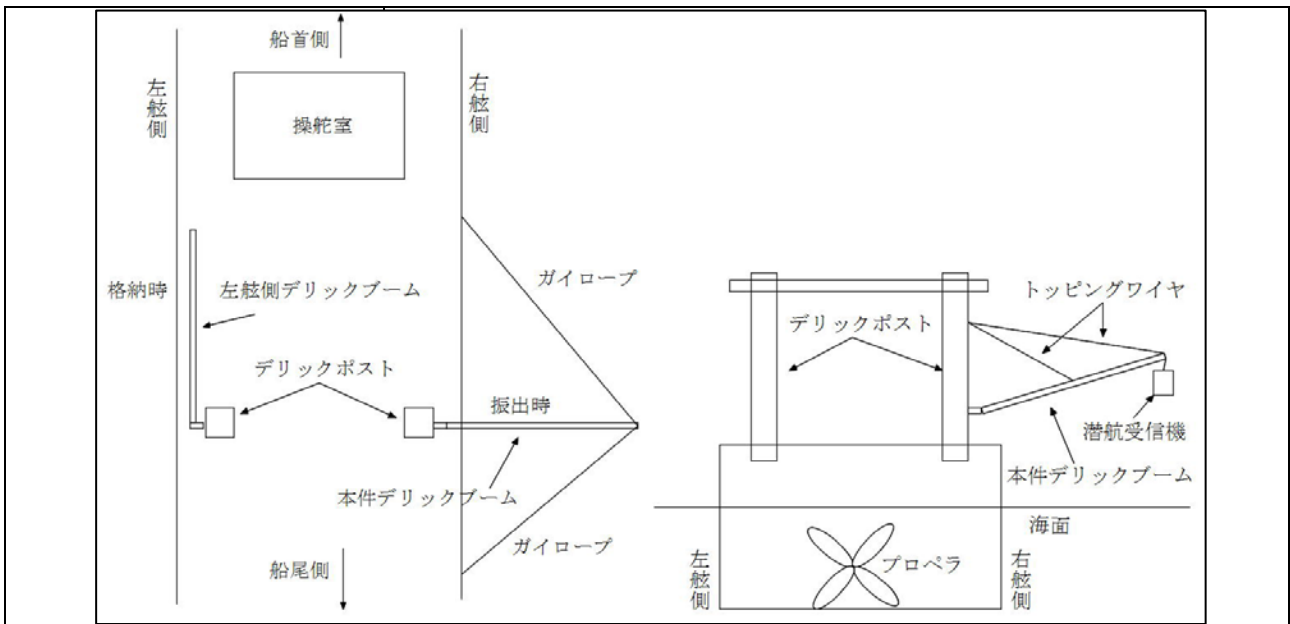 船首側
左舷側
操舵室
右舷側
ガイロープ
格納時
左舷側デリックブーム
デリックポスト
振出時
本件デリックブーム
ガイロープ
船尾側
トッピングワイヤ
デリックポスト
潜航受信機
本件デリックブーム
海面
左舷側
プロペラ
右舷側